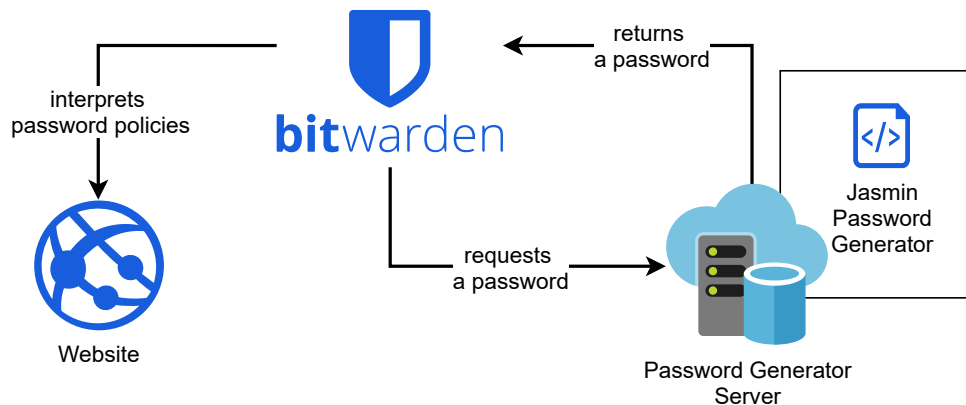 returns
a password
interprets
password policies
bitwarden
</>
Jasmin
Password
Generator
requests
a password
Website
Password Generator
Server